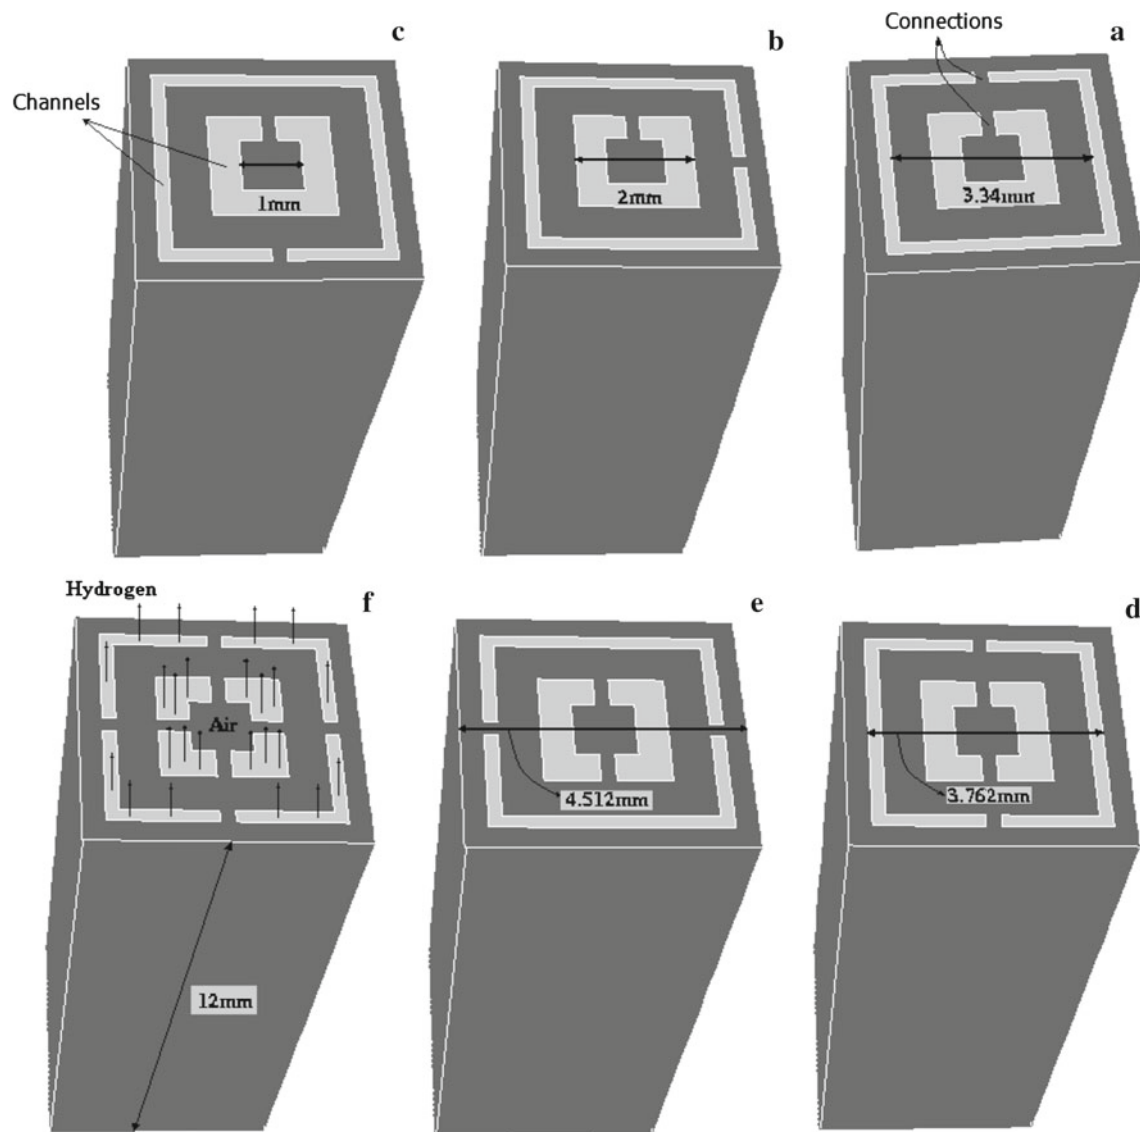 c
b
Connections
a
Channels
1mm
2mm
3.34mm
Hydrogen
f
e
d
Air
4.512mm
3.762mm
12mm